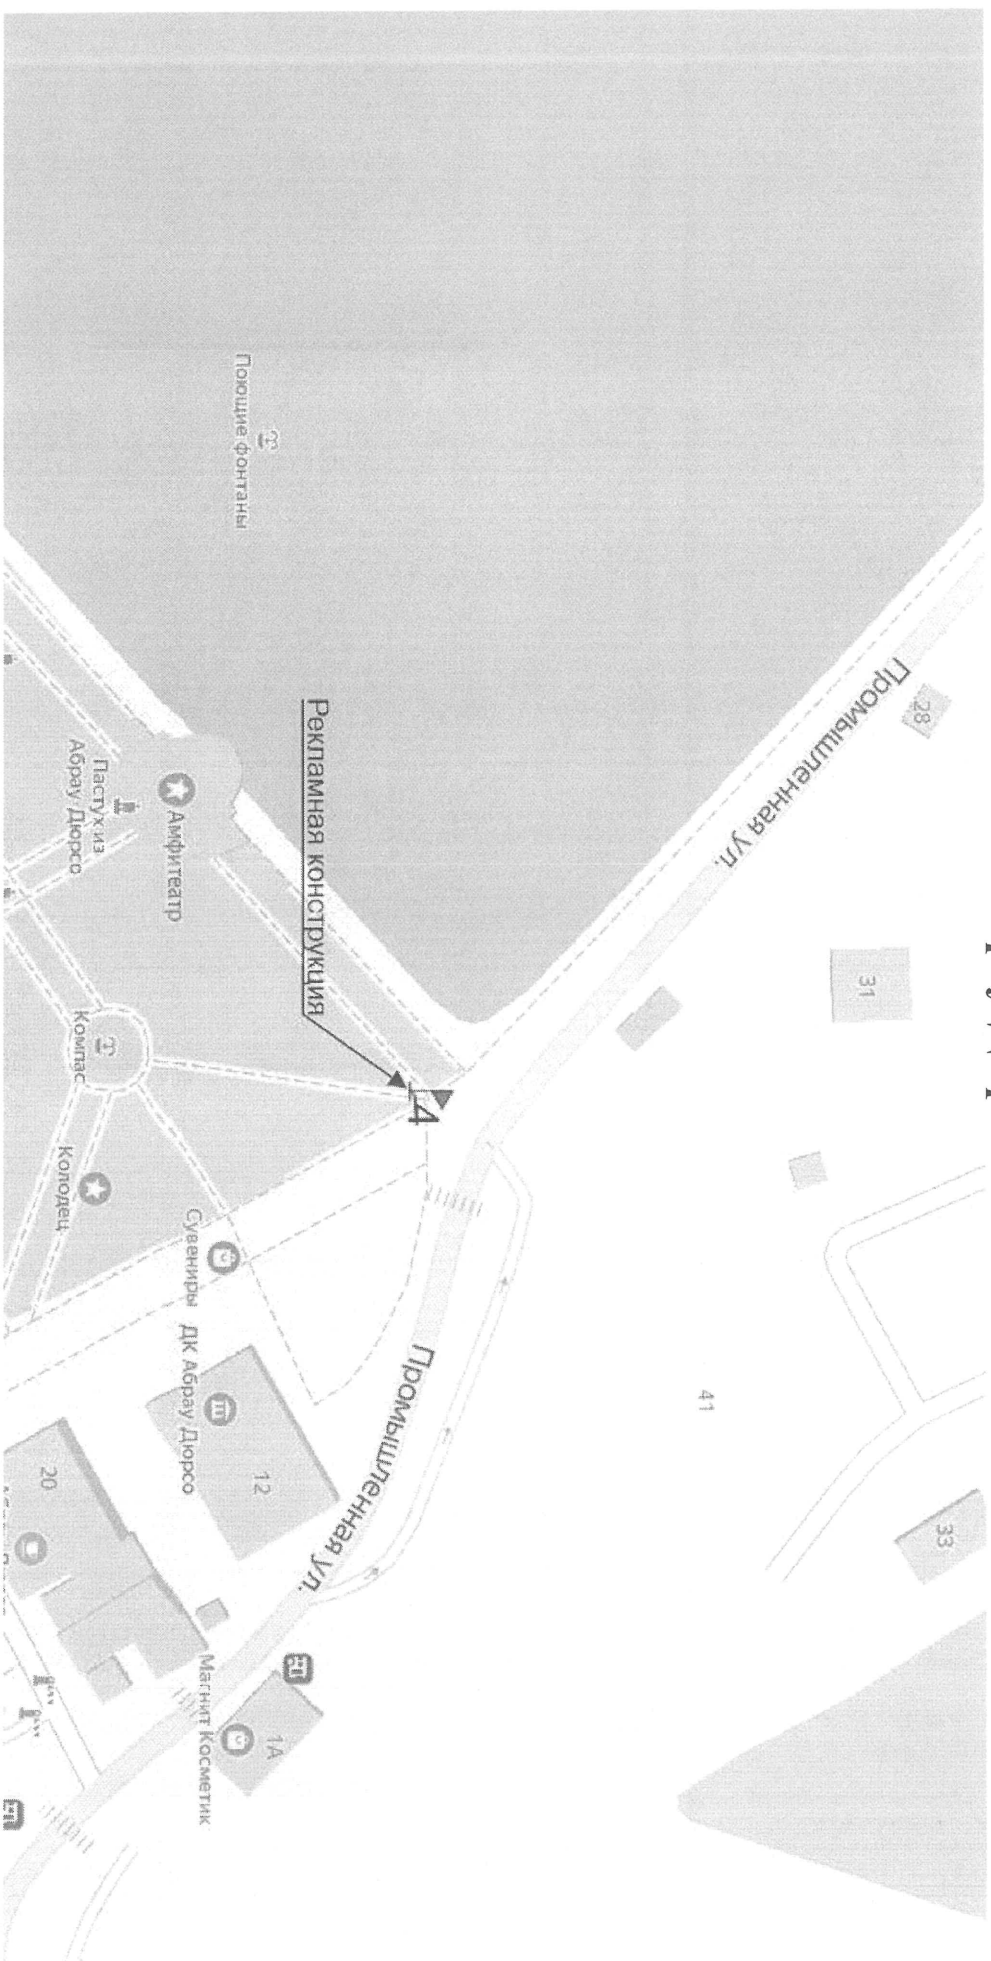 28
Промышленная ул.
31
33
41
Поющие фонтаны
Рекламная конструкция
4
Промышленная ул.
Амфитеатр
Пастух из
Абрау Дюрсо
Компас
Колодец
Сувениры
ДК Абрау Дюрсо
12
20
1А
Магнит Косметик